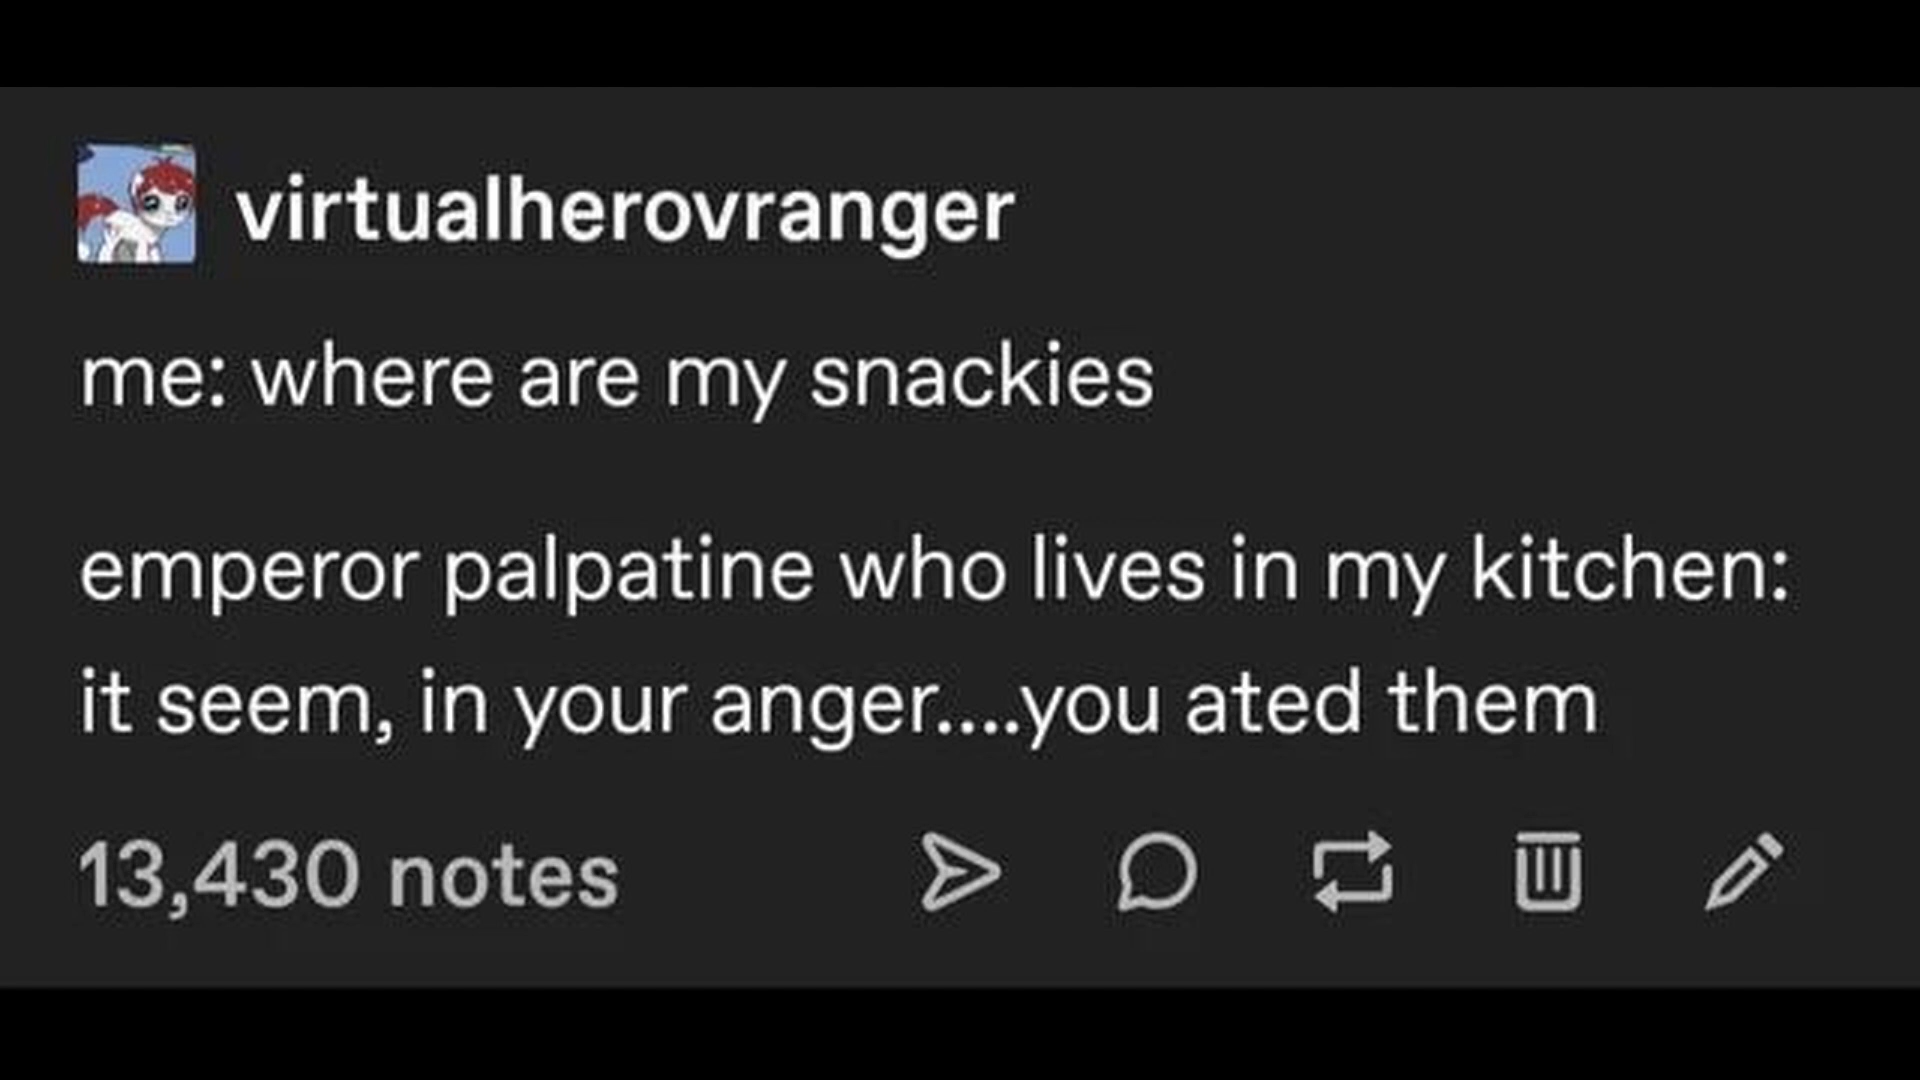 virtualherovranger
me: where are my snackies
emperor palpatine who lives in my kitchen:
it seem, in your anger....you ated them
13,430 notes